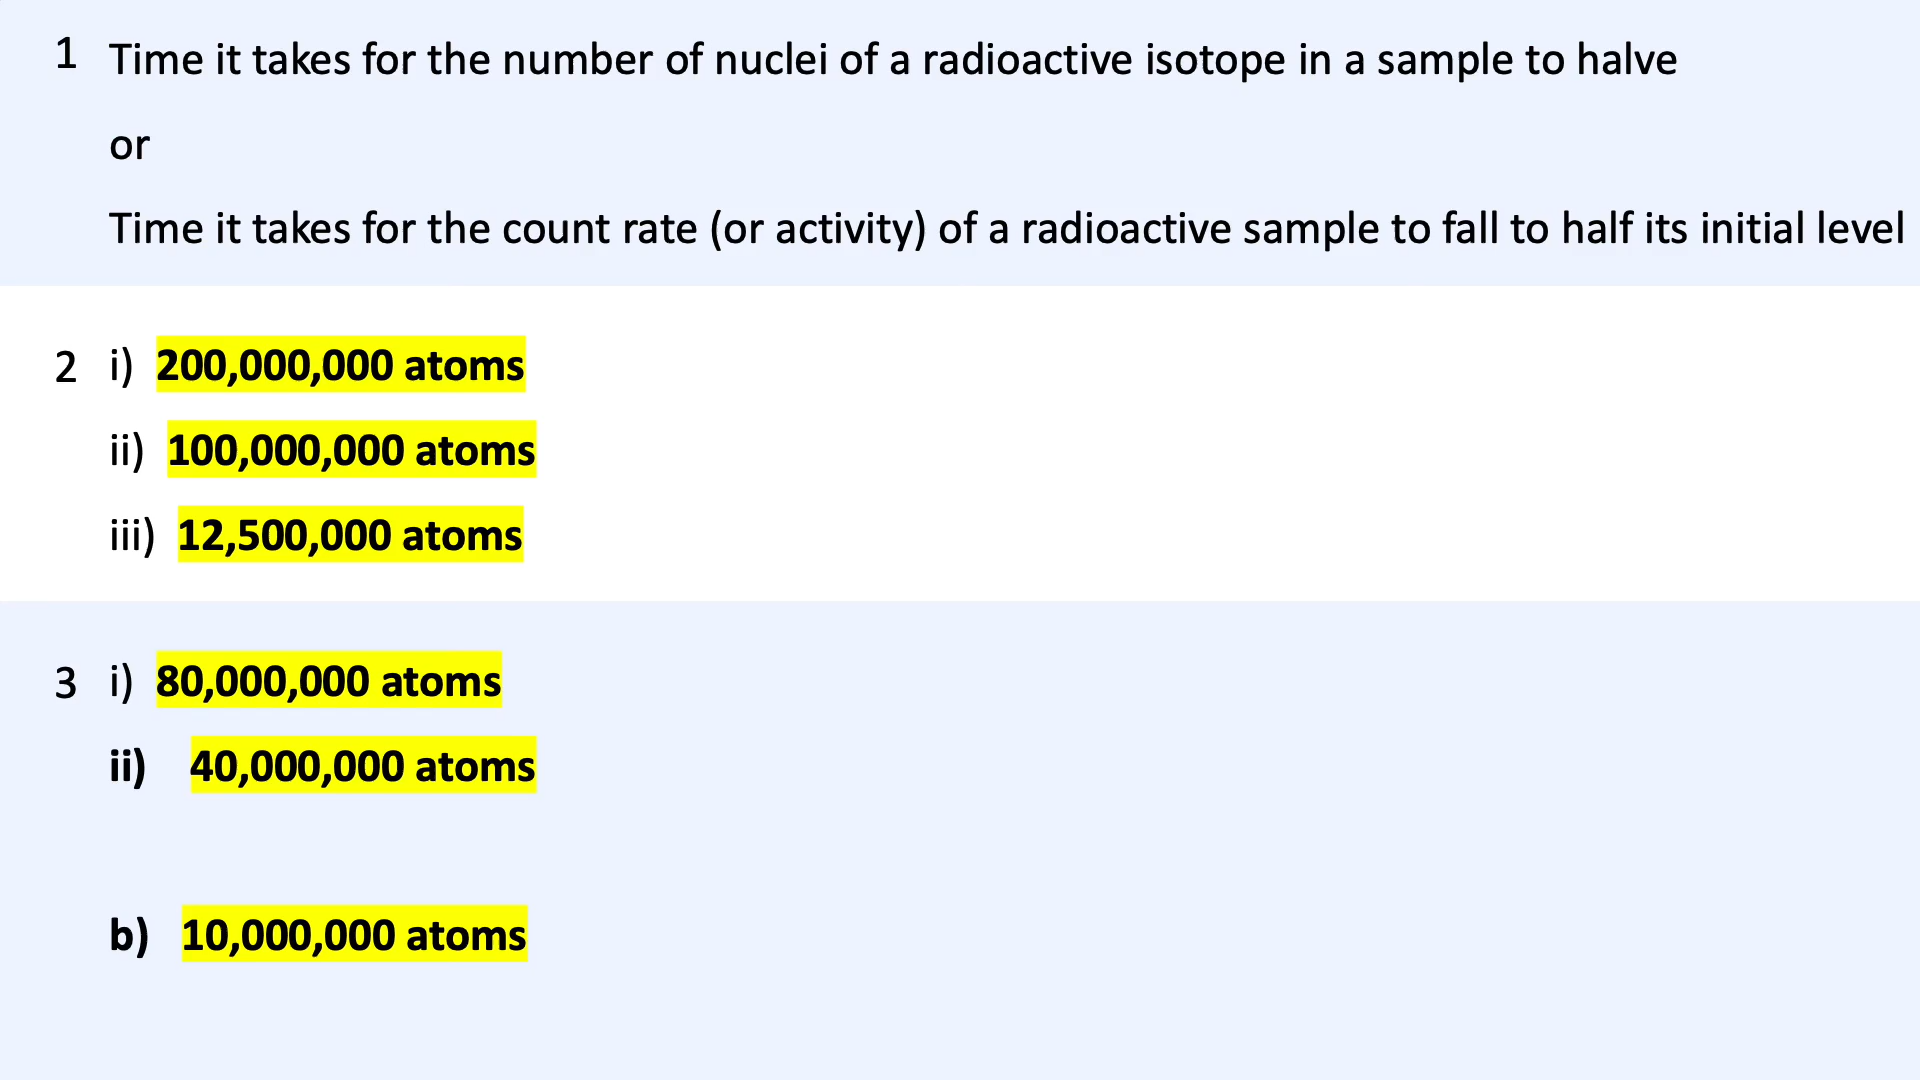 1 Time it takes for the number of nuclei of a radioactive isotope in a sample to halve
or
Time it takes for the count rate (or activity) of a radioactive sample to fall to half its initial level
2 i) 200,000,000 atoms
ii) 100,000,000 atoms
iii) 12,500,000 atoms
3 i) 80,000,000 atoms
ii) 40,000,000 atoms
b) 10,000,000 atoms